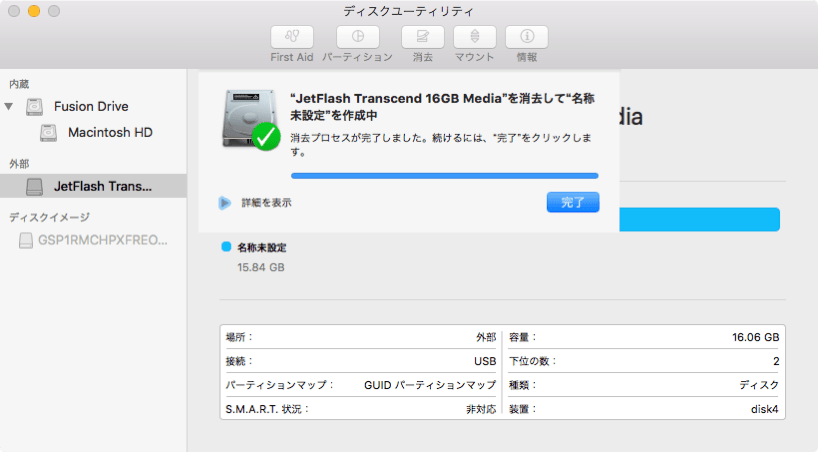 ディスクユーティリティ
First Aid パーティション 消去 マウント 情報
内蔵
Fusion Drive
Macintosh HD
外部
JetFlash Trans...
ディスクイメージ
GSP1RMCHPXFREO...
“JetFlash Transcend 16GB Media”を消去して“名称
未設定”を作成中
消去プロセスが完了しました。続けるには、“完了”をクリックしま
す。
詳細を表示
完了
dia
名称未設定
15.84 GB
場所： 外部
容量： 16.06 GB
接続： USB
下位の数： 2
パーティションマップ： GUID パーティションマップ
種類： ディスク
S.M.A.R.T. 状況： 非対応
装置： disk4